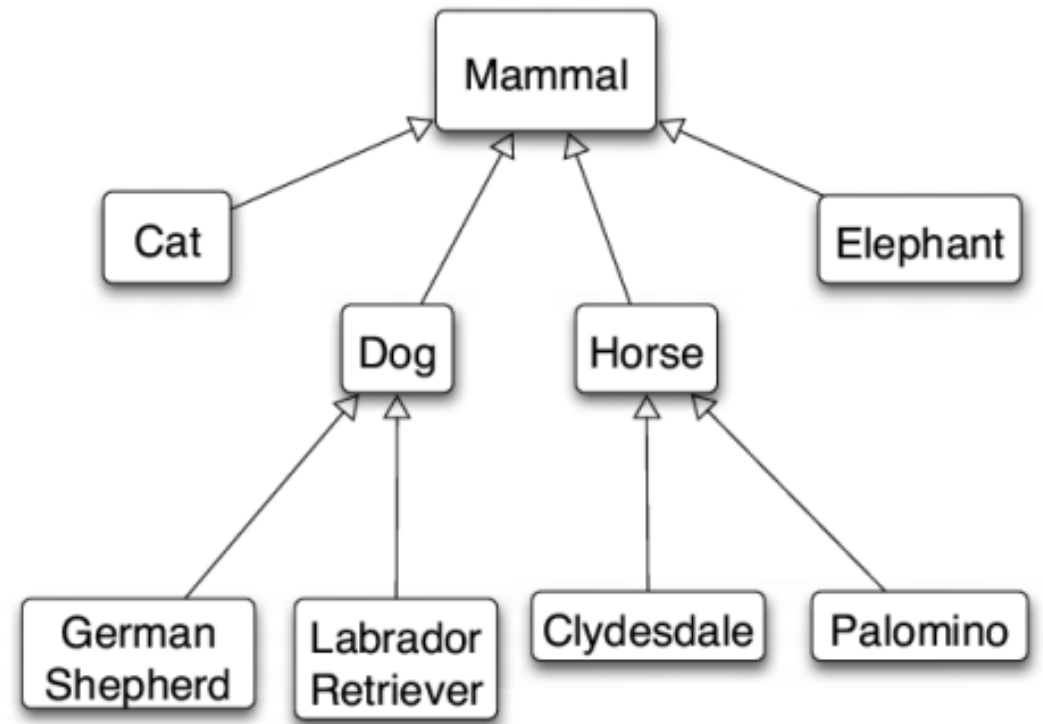 Mammal
Cat
Elephant
Dog
Horse
German
Shepherd
Labrador
Retriever
Clydesdale
Palomino